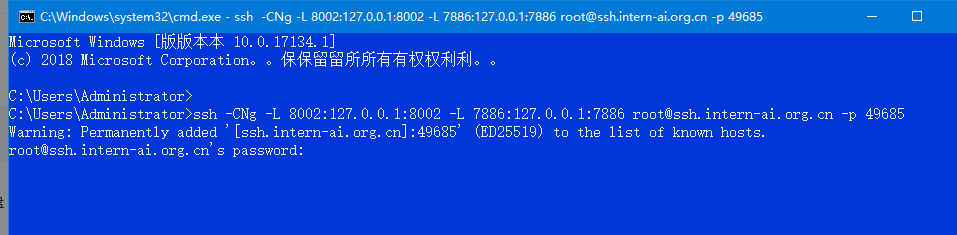 C:\Windows\system32\cmd.exe - ssh  -CNg -L 8002:127.0.0.1:8002 -L 7886:127.0.0.1:7886 root@ssh.intern-ai.org.cn -p 49685
Microsoft Windows [版版本本 10.0.17134.1]
(c) 2018 Microsoft Corporation。。保保留留所所有有权权利利。。
C:\Users\Administrator>
C:\Users\Administrator>ssh -CNg -L 8002:127.0.0.1:8002 -L 7886:127.0.0.1:7886 root@ssh.intern-ai.org.cn -p 49685
Warning: Permanently added '[ssh.intern-ai.org.cn]:49685' (ED25519) to the list of known hosts.
root@ssh.intern-ai.org.cn's password: